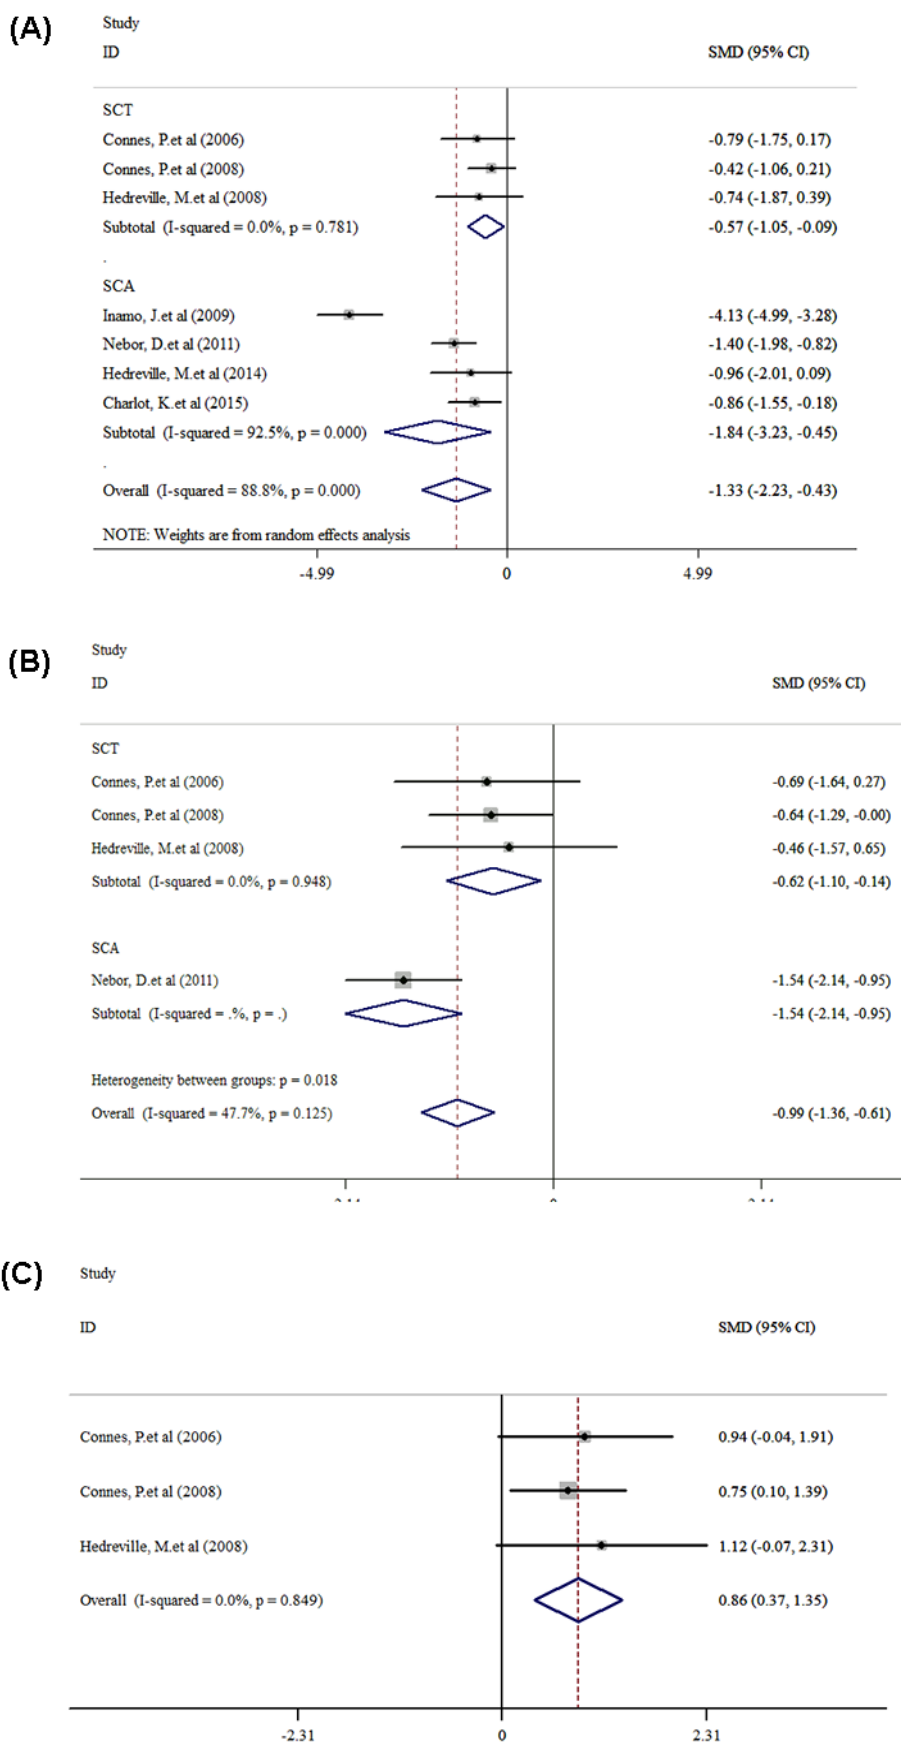 (A)
Study
ID SMD (95% CI)
SCT
Connes, P.et al (2006) -0.79 (-1.75, 0.17)
Connes, P.et al (2008) -0.42 (-1.06, 0.21)
Hedreville, M.et al (2008) -0.74 (-1.87, 0.39)
Subtotal (I-squared = 0.0%, p = 0.781) -0.57 (-1.05, -0.09)
.
SCA
Inamo, J.et al (2009) -4.13 (-4.99, -3.28)
Nebor, D.et al (2011) -1.40 (-1.98, -0.82)
Hedreville, M.et al (2014) -0.96 (-2.01, 0.09)
Charlot, K.et al (2015) -0.86 (-1.55, -0.18)
Subtotal (I-squared = 92.5%, p = 0.000) -1.84 (-3.23, -0.45)
.
Overall (I-squared = 88.8%, p = 0.000) -1.33 (-2.23, -0.43)
NOTE: Weights are from random effects analysis
-4.99 0 4.99
(B)
Study
ID SMD (95% CI)
SCT
Connes, P.et al (2006) -0.69 (-1.64, 0.27)
Connes, P.et al (2008) -0.64 (-1.29, -0.00)
Hedreville, M.et al (2008) -0.46 (-1.57, 0.65)
Subtotal (I-squared = 0.0%, p = 0.948) -0.62 (-1.10, -0.14)
SCA
Nebor, D.et al (2011) -1.54 (-2.14, -0.95)
Subtotal (I-squared = .%, p = .) -1.54 (-2.14, -0.95)
Heterogeneity between groups: p = 0.018
Overall (I-squared = 47.7%, p = 0.125) -0.99 (-1.36, -0.61)
(C)
Study
ID SMD (95% CI)
Connes, P.et al (2006) 0.94 (-0.04, 1.91)
Connes, P.et al (2008) 0.75 (0.10, 1.39)
Hedreville, M.et al (2008) 1.12 (-0.07, 2.31)
Overall (I-squared = 0.0%, p = 0.849) 0.86 (0.37, 1.35)
-2.31 0 2.31